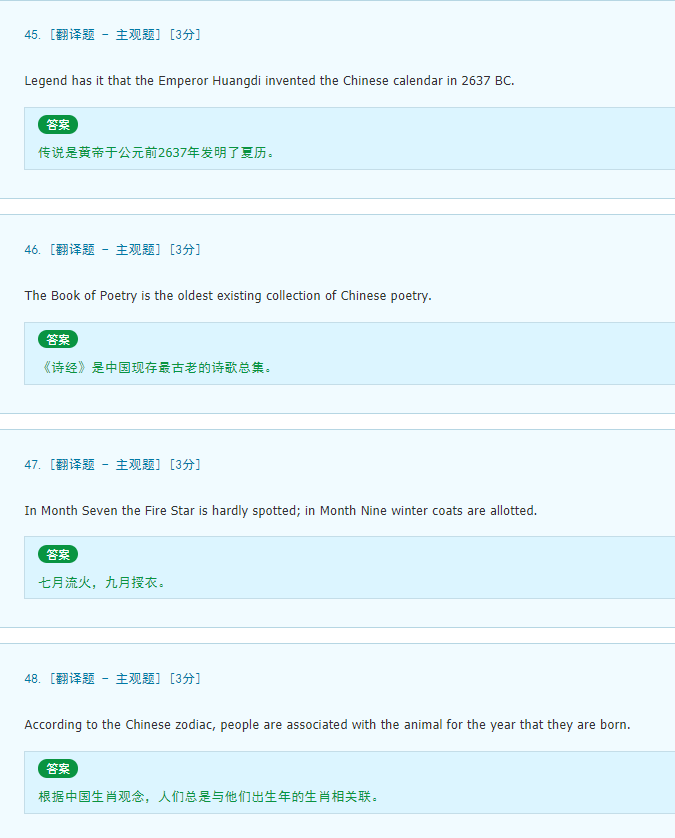 45. [翻译题 - 主观题] [3分]
Legend has it that the Emperor Huangdi invented the Chinese calendar in 2637 BC.
答案
传说是黄帝于公元前2637年发明了夏历。
46. [翻译题 - 主观题] [3分]
The Book of Poetry is the oldest existing collection of Chinese poetry.
答案
《诗经》是中国现存最古老的诗歌总集。
47. [翻译题 - 主观题] [3分]
In Month Seven the Fire Star is hardly spotted; in Month Nine winter coats are allotted.
答案
七月流火，九月授衣。
48. [翻译题 - 主观题] [3分]
According to the Chinese zodiac, people are associated with the animal for the year that they are born.
答案
根据中国生肖观念，人们总是与他们出生年的生肖相关联。